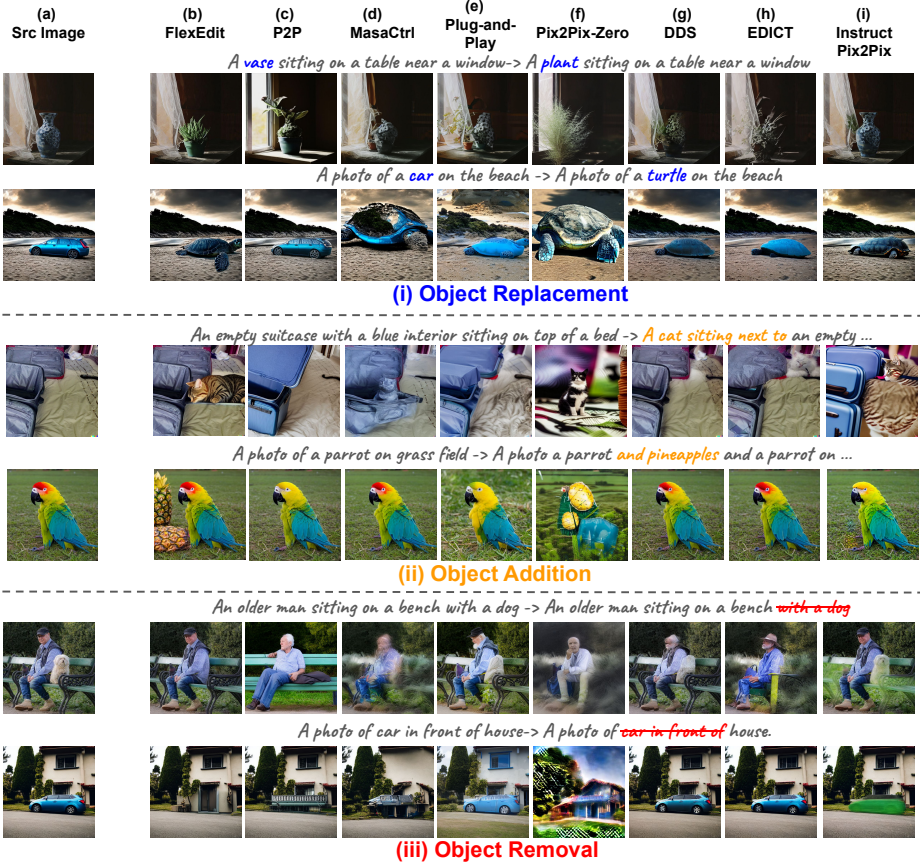 (a)
Src Image
(b)
FlexEdit
(c)
P2P
(d)
MasaCtrl
(e)
Plug-and-
Play
(f)
Pix2Pix-Zero
(g)
DDS
(h)
EDICT
(i)
Instruct
Pix2Pix
A vase sitting on a table near a window-> A plant sitting on a table near a window
A photo of a car on the beach -> A photo of a turtle on the beach
(i) Object Replacement
An empty suitcase with a blue interior sitting on top of a bed -> A cat sitting next to an empty ...
A photo of a parrot on grass field -> A photo a parrot and pineapples and a parrot on ...
(ii) Object Addition
An older man sitting on a bench with a dog -> An older man sitting on a bench with a dog
A photo of car in front of house-> A photo of car in front of house.
(iii) Object Removal